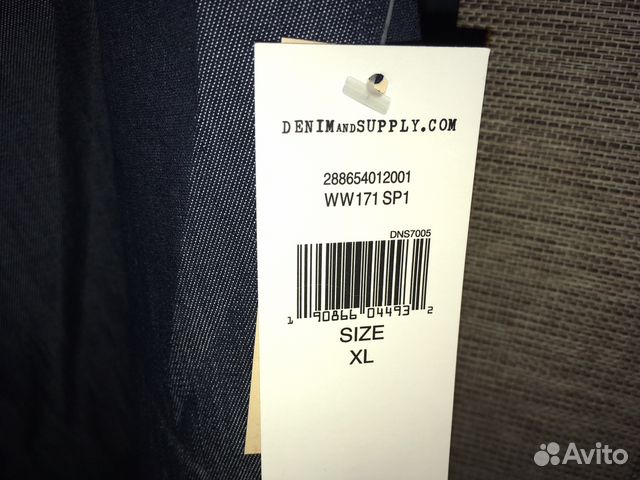 DENIMANDSUPPLY.COM
288654012001
WW171 SP1
DNS7005
1 90866 04493 2
SIZE
XL
Avito